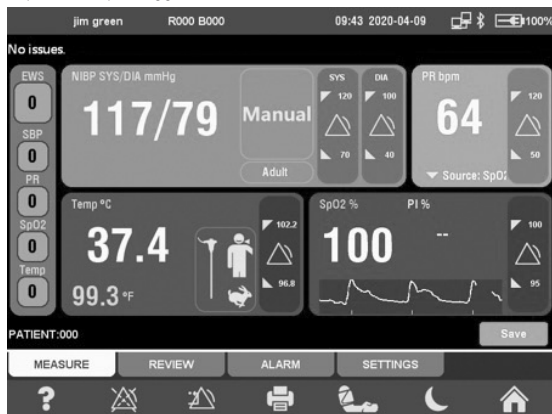 jim green R000 B000 09:43 2020-04-09 100%
No issues.
EWS
0
SBP
0
PR
0
SpO2
0
Temp
0
NIBP SYS/DIA mmHg
117/79
Manual
Adult
SYS
120
70
DIA
100
40
PR bpm
64
Source: SpO2
120
50
Temp °C
37.4
99.3 °F
102.2
96.8
SpO2 % PI %
100 --
100
95
PATIENT:000 Save
MEASURE REVIEW ALARM SETTINGS
?